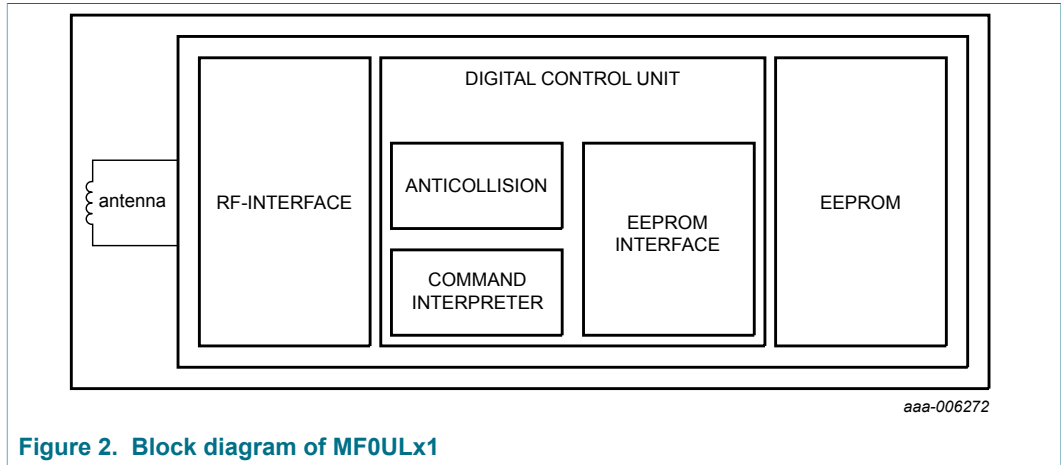 antenna
RF-INTERFACE
DIGITAL CONTROL UNIT
ANTICOLLISION
COMMAND
INTERPRETER
EEPROM
INTERFACE
EEPROM
aaa-006272
Figure 2. Block diagram of MF0ULx1